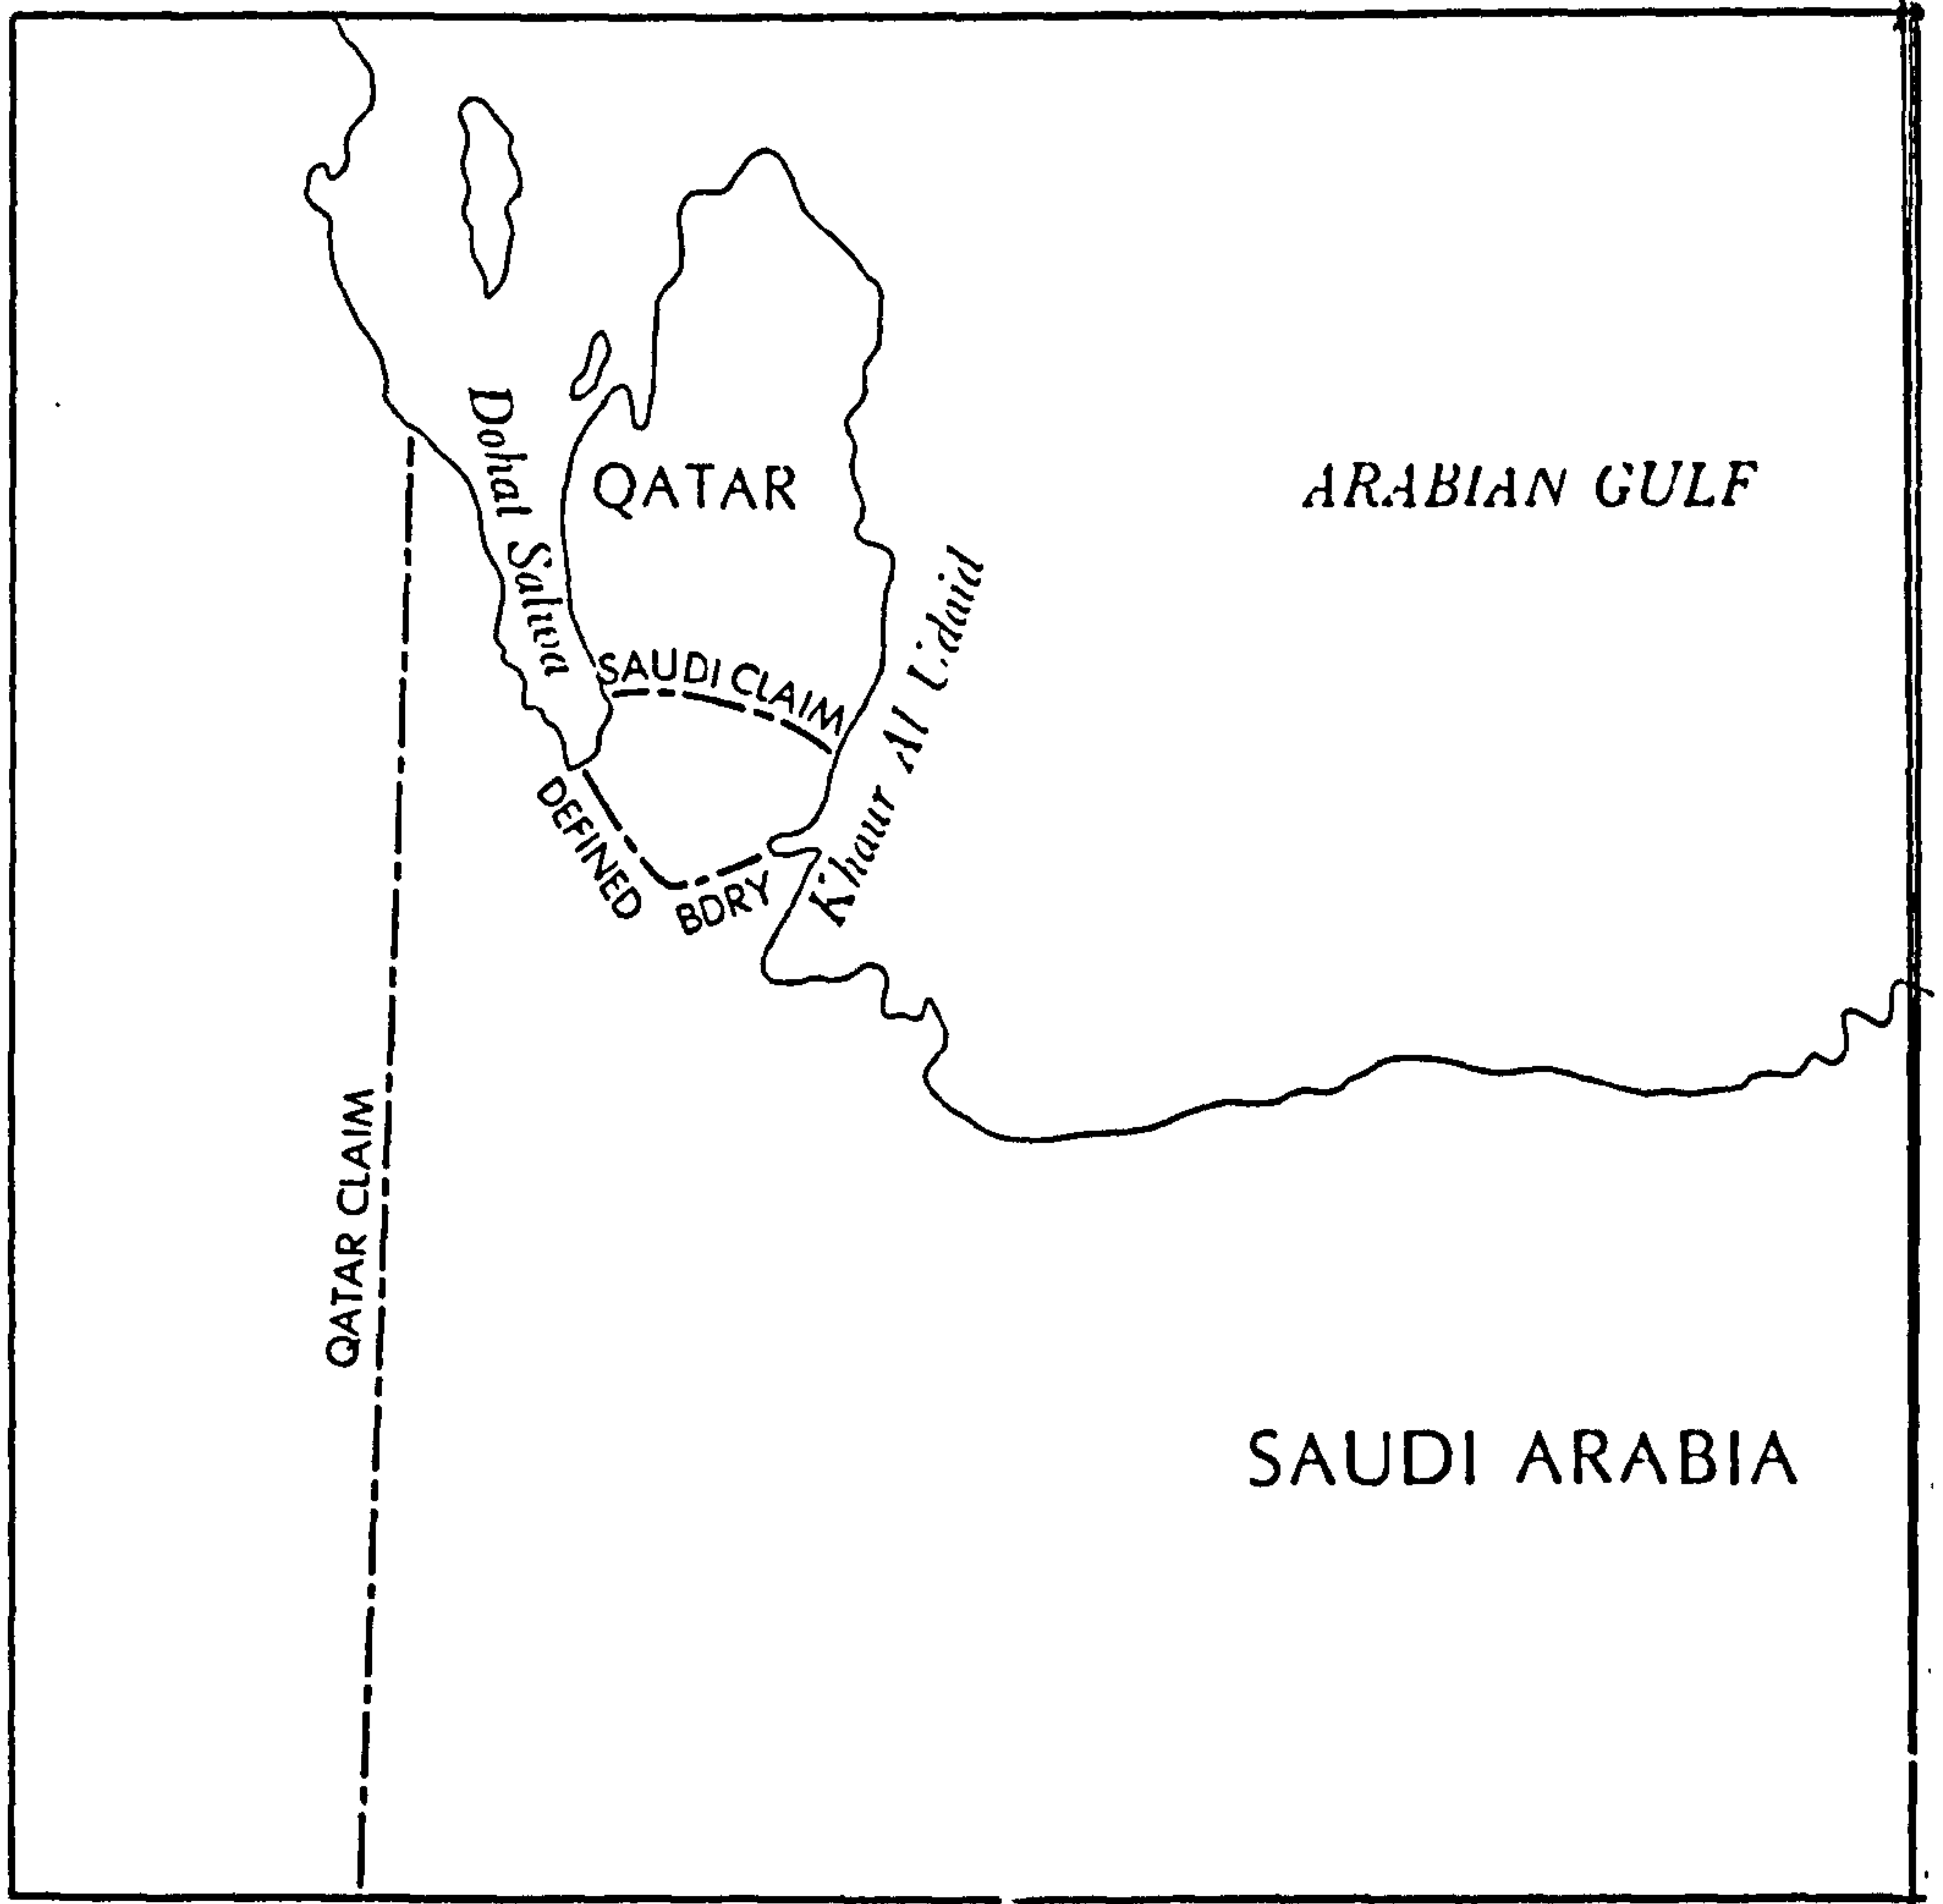 Dohat Salwa
QATAR
ARABIAN GULF
SAUDI CLAIM
Khaur Al Udaid
DEFINED BDRY
QATAR CLAIM
SAUDI ARABIA